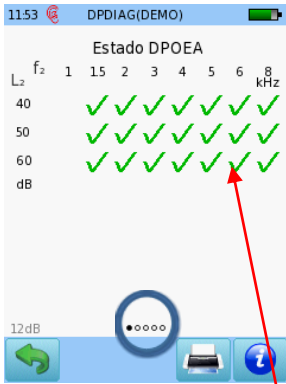 11:53 DPDIAG(DEMO)
Estado DPOEA
L₂ f₂ 1 1.5 2 3 4 5 6 8 kHz
40
50
60
dB
12dB
i